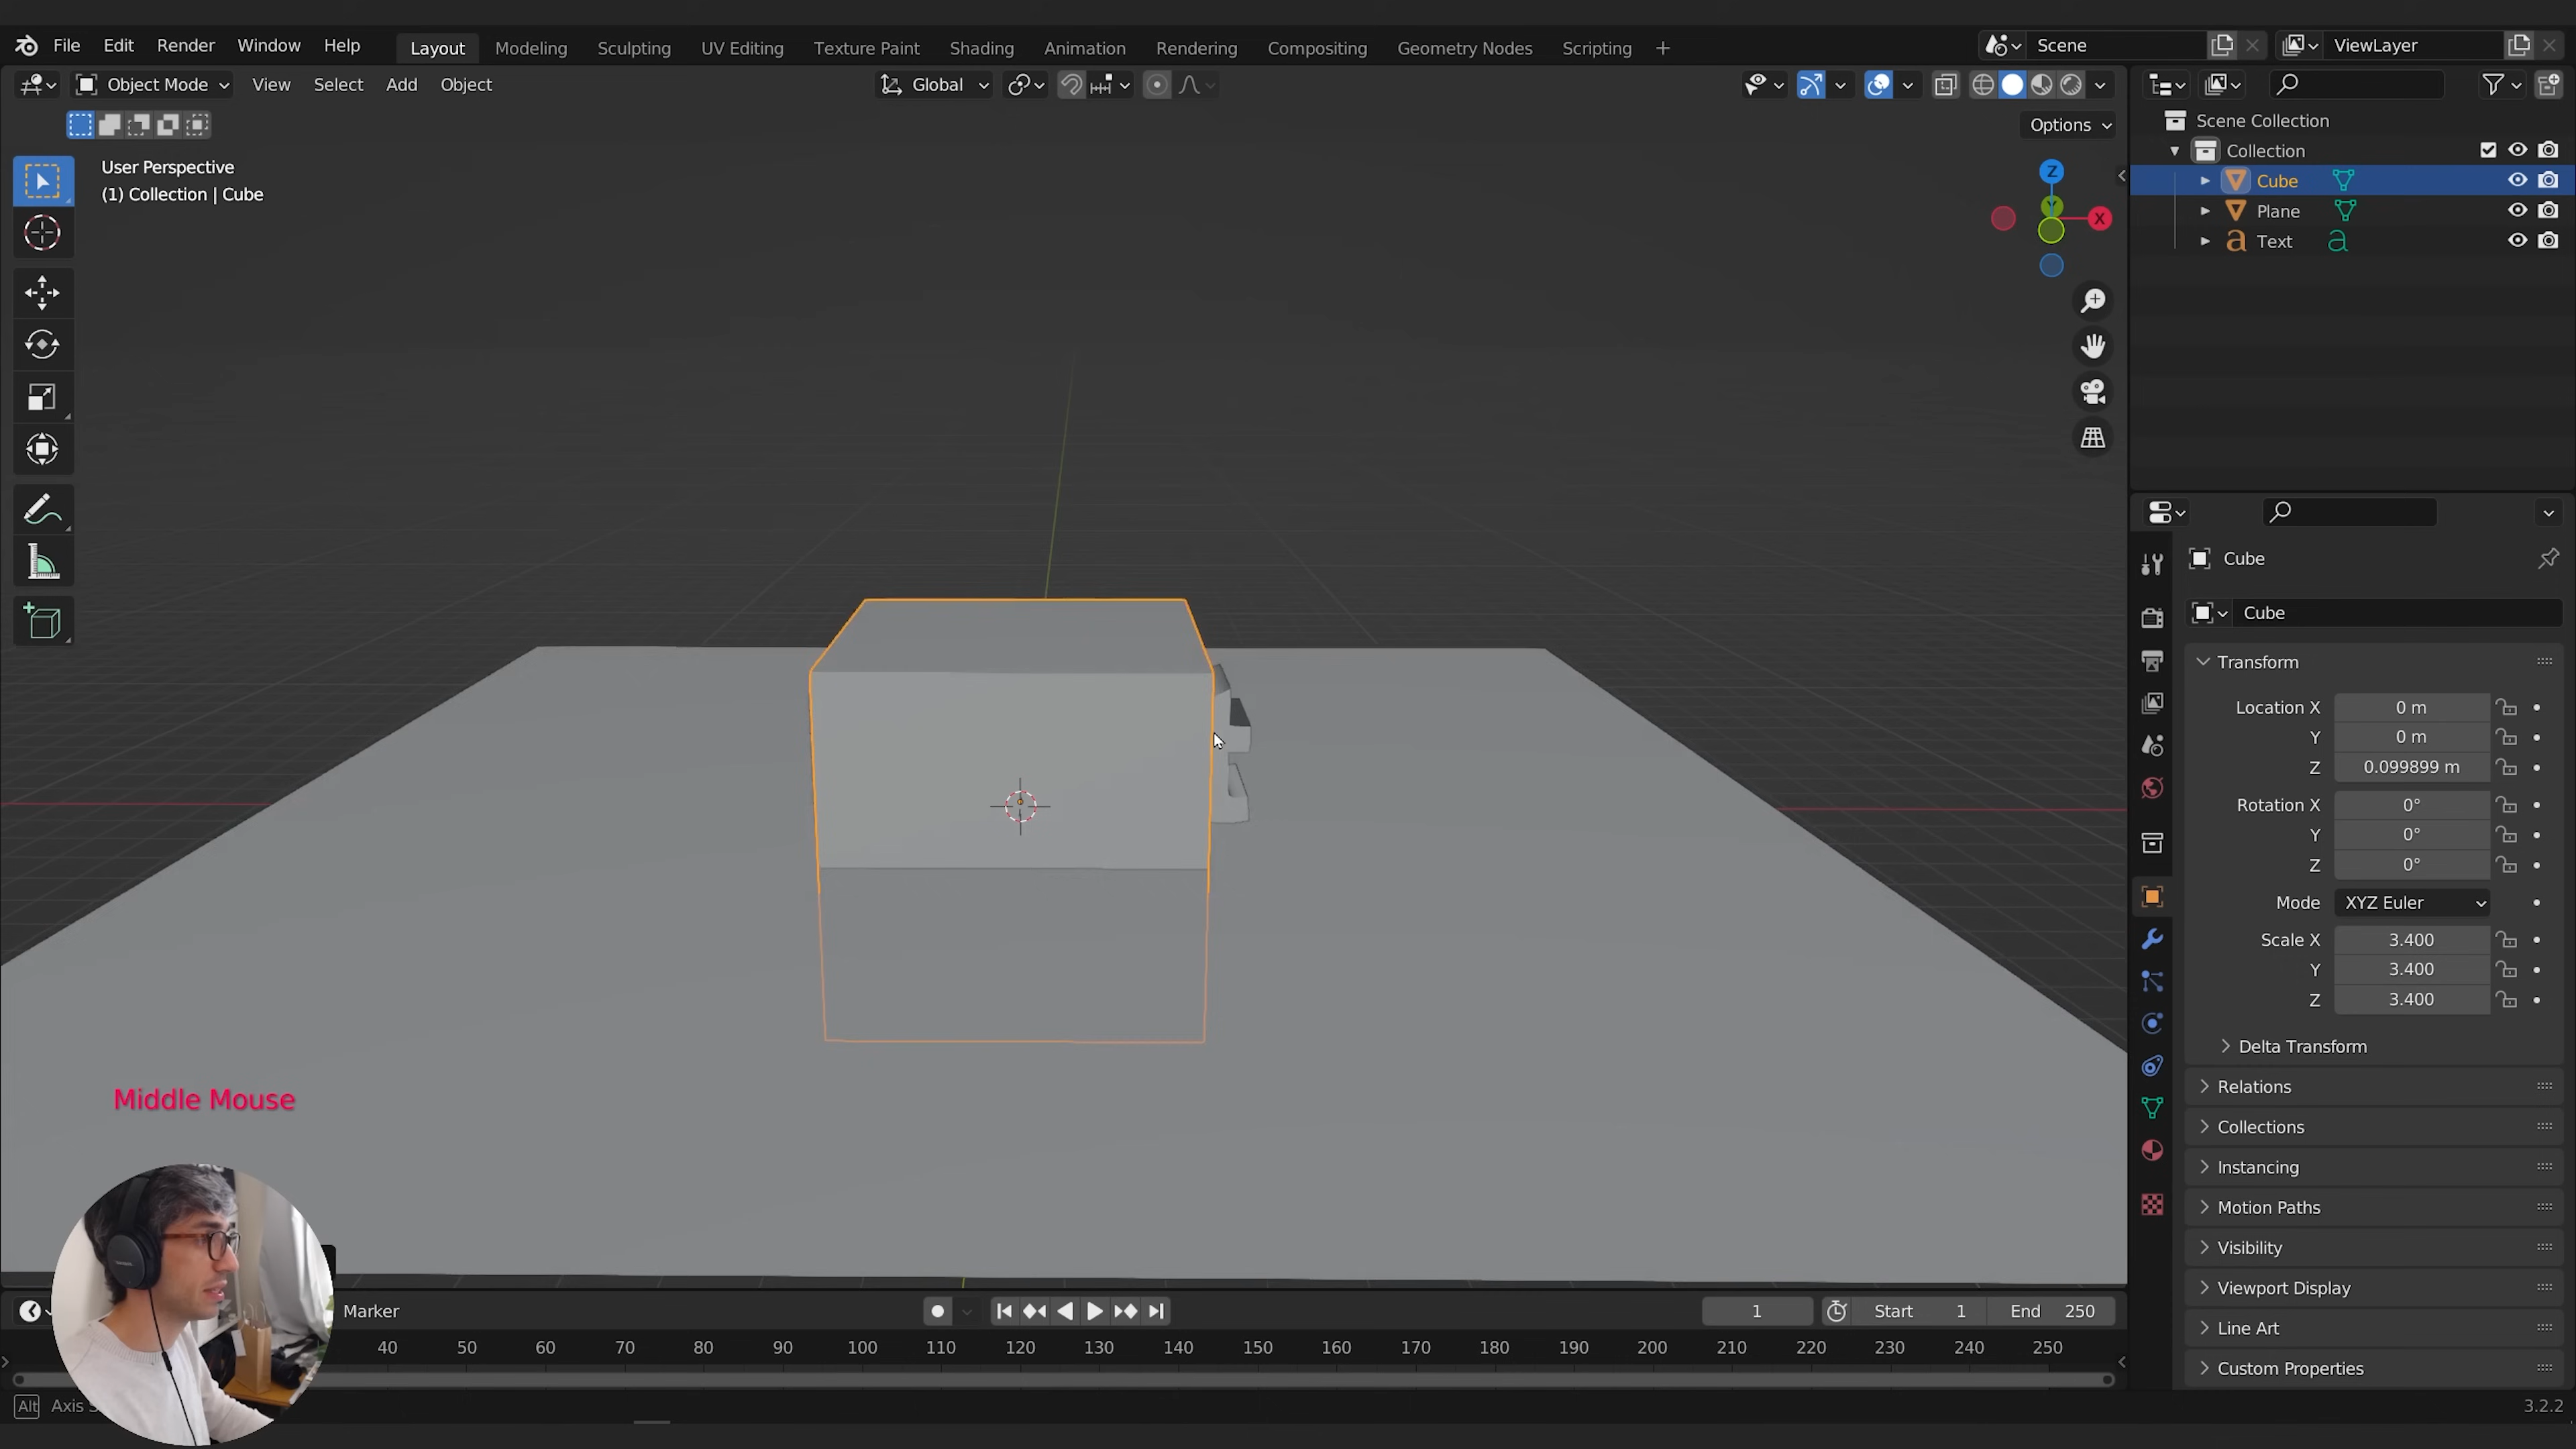 File Edit Render Window Help Layout Modeling Sculpting UV Editing Texture Paint Shading Animation Rendering Compositing Geometry Nodes Scripting + Scene ViewLayer
Object Mode View Select Add Object Global
Options
User Perspective
(1) Collection | Cube
Z
Y
X
Middle Mouse
Scene Collection
Collection
Cube
Plane
Text
Cube
Cube
Transform
Location X 0 m
Y 0 m
Z 0.099899 m
Rotation X 0°
Y 0°
Z 0°
Mode XYZ Euler
Scale X 3.400
Y 3.400
Z 3.400
Delta Transform
Relations
Collections
Instancing
Motion Paths
Visibility
Viewport Display
Line Art
Custom Properties
Marker 1 Start 1 End 250
40 50 60 70 80 90 100 110 120 130 140 150 160 170 180 190 200 210 220 230 240 250
Alt Axis 3.2.2